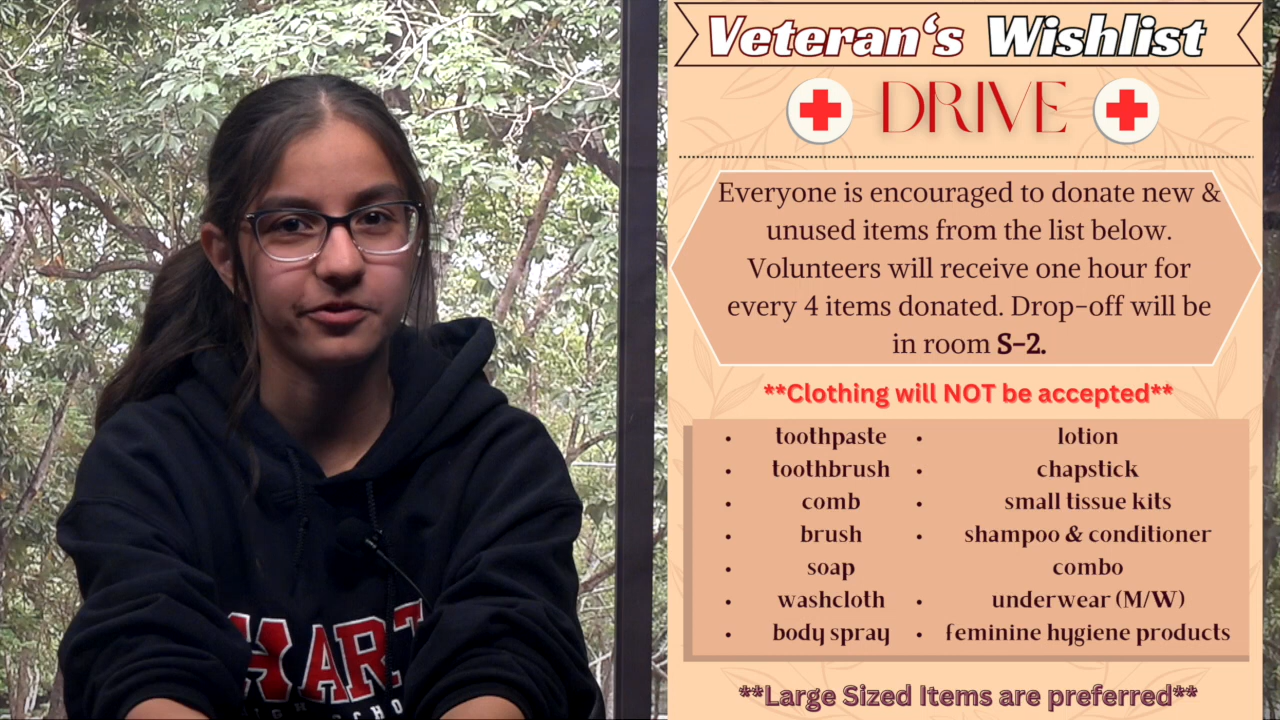 Veteran‘s Wishlist
DRIVE
Everyone is encouraged to donate new &
unused items from the list below.
Volunteers will receive one hour for
every 4 items donated. Drop-off will be
in room S-2.
**Clothing will NOT be accepted**
• toothpaste
• toothbrush
• comb
• brush
• soap
• washcloth
• body spray
• lotion
• chapstick
• small tissue kits
• shampoo & conditioner
combo
• underwear (M/W)
• feminine hygiene products
**Large Sized Items are preferred**
HART